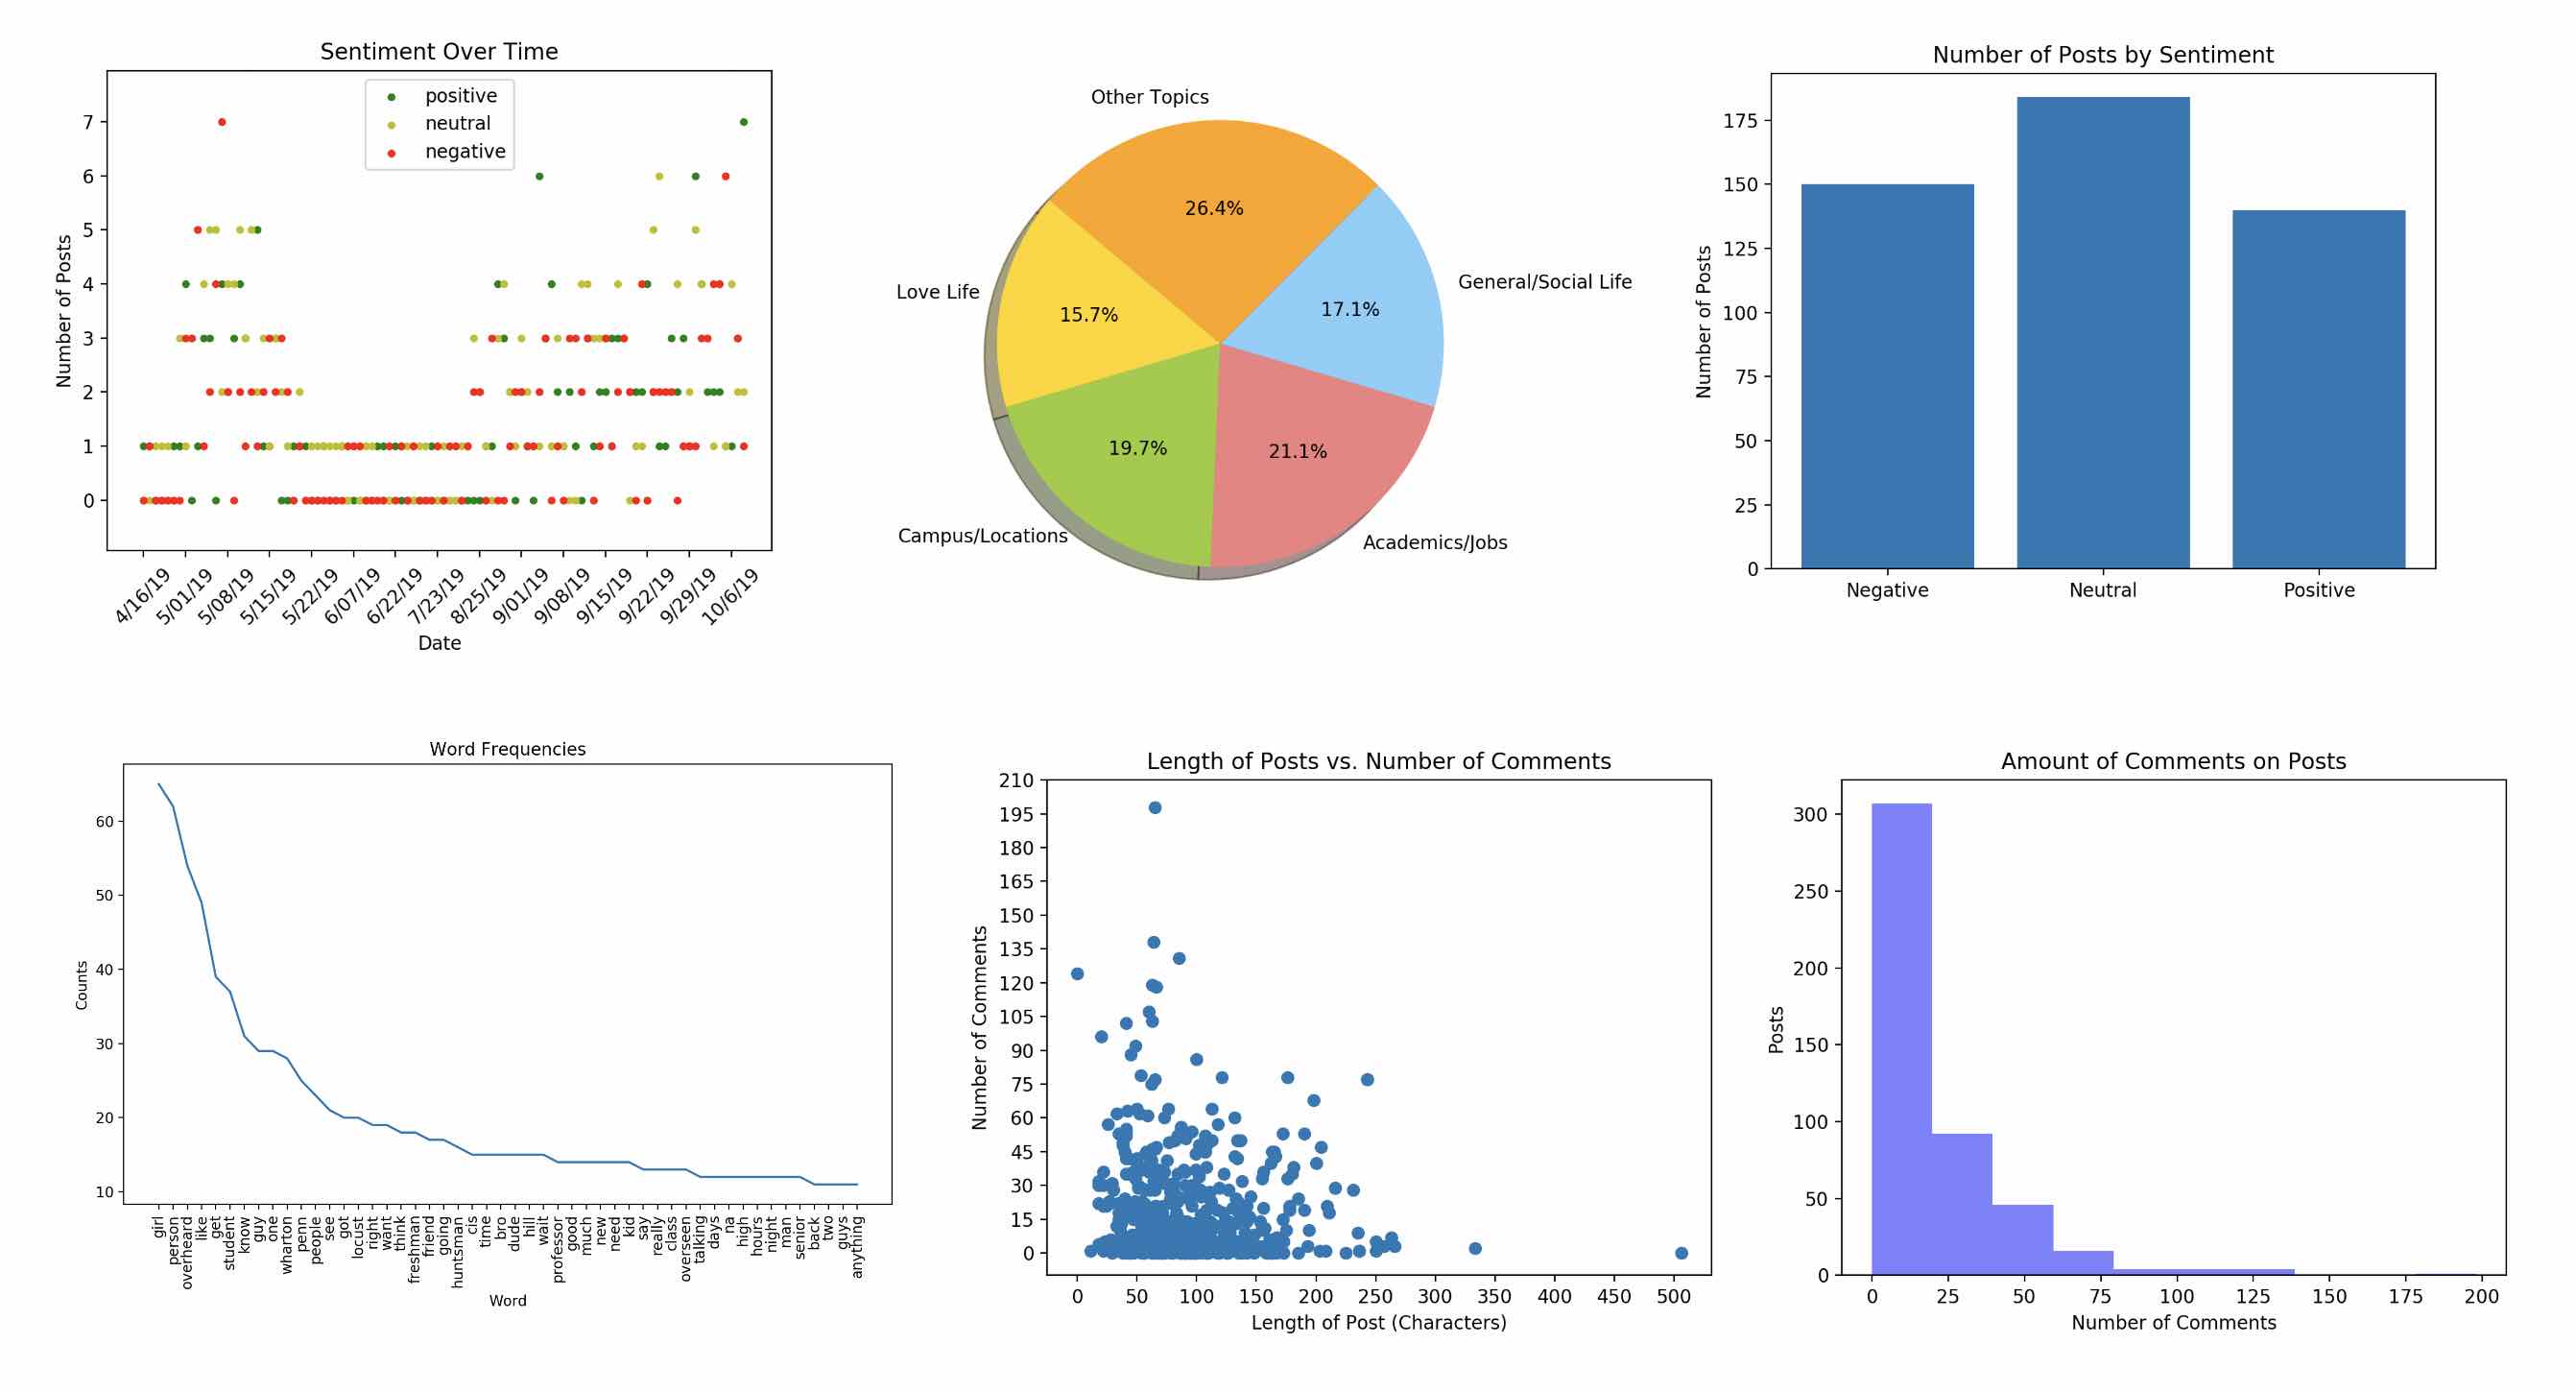 Sentiment Over Time
positive
neutral
negative
Number of Posts
7
6
5
4
3
2
1
0
4/16/19
5/01/19
5/08/19
5/15/19
5/22/19
6/07/19
6/22/19
7/23/19
8/25/19
9/01/19
9/08/19
9/15/19
9/22/19
9/29/19
10/6/19
Date
Other Topics
26.4%
Love Life
15.7%
General/Social Life
17.1%
19.7%
21.1%
Campus/Locations
Academics/Jobs
Number of Posts by Sentiment
Number of Posts
175
150
125
100
75
50
25
0
Negative
Neutral
Positive
Word Frequencies
Counts
60
50
40
30
20
10
girl
person
overheard
like
get
student
know
guy
one
wharton
penn
people
see
got
locust
right
want
think
freshman
friend
going
huntsman
cis
time
bro
dude
hill
wait
professor
good
much
new
need
kid
say
really
class
overseen
talking
days
na
high
hours
night
man
senior
back
two
guys
anything
Word
Length of Posts vs. Number of Comments
Number of Comments
210
195
180
165
150
135
120
105
90
75
60
45
30
15
0
0
50
100
150
200
250
300
350
400
450
500
Length of Post (Characters)
Amount of Comments on Posts
Posts
300
250
200
150
100
50
0
0
25
50
75
100
125
150
175
200
Number of Comments